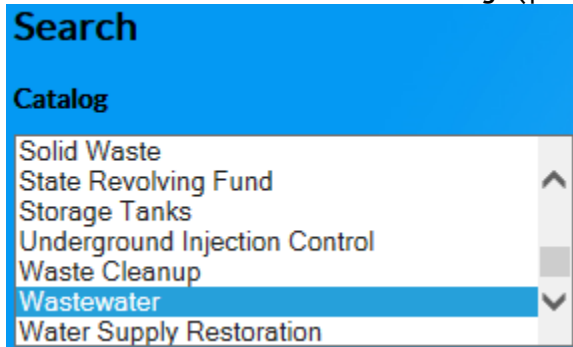 Search
Catalog
Solid Waste
State Revolving Fund
Storage Tanks
Underground Injection Control
Waste Cleanup
Wastewater
Water Supply Restoration